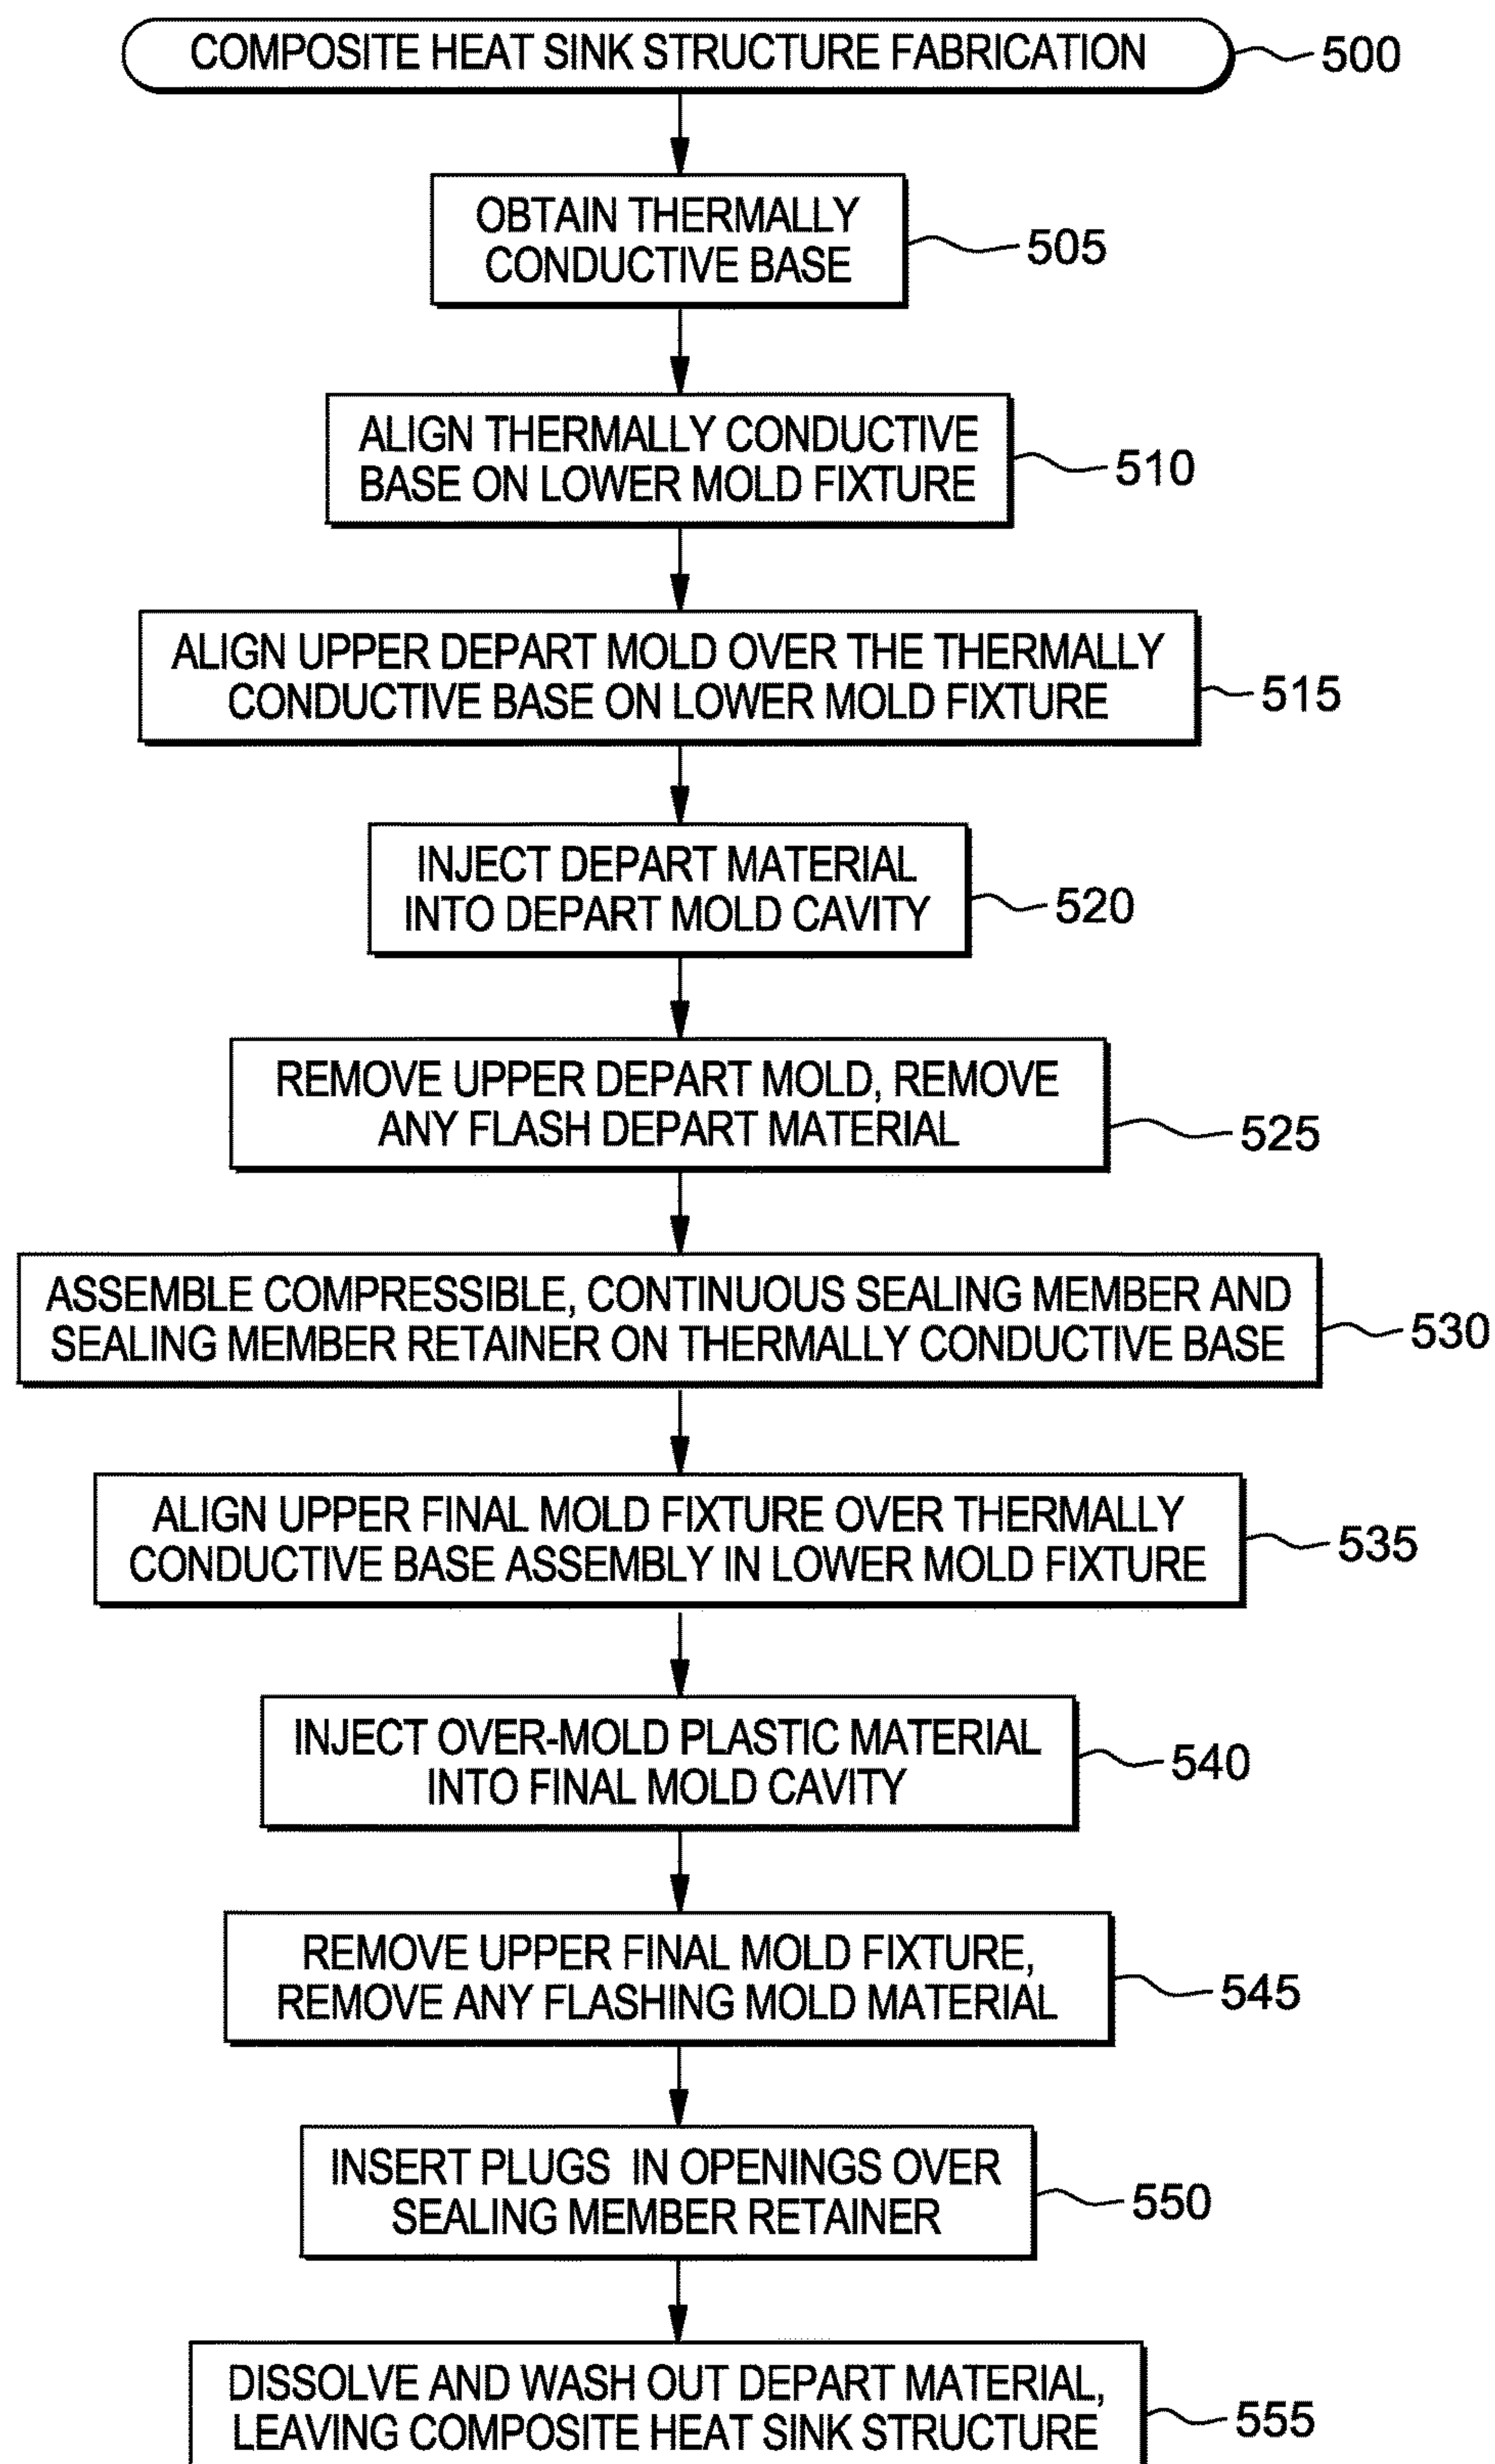 COMPOSITE HEAT SINK STRUCTURE FABRICATION
500
OBTAIN THERMALLY
CONDUCTIVE BASE
505
ALIGN THERMALLY CONDUCTIVE
BASE ON LOWER MOLD FIXTURE
510
ALIGN UPPER DEPART MOLD OVER THE THERMALLY
CONDUCTIVE BASE ON LOWER MOLD FIXTURE
515
INJECT DEPART MATERIAL
INTO DEPART MOLD CAVITY
520
REMOVE UPPER DEPART MOLD, REMOVE
ANY FLASH DEPART MATERIAL
525
ASSEMBLE COMPRESSIBLE, CONTINUOUS SEALING MEMBER AND
SEALING MEMBER RETAINER ON THERMALLY CONDUCTIVE BASE
530
ALIGN UPPER FINAL MOLD FIXTURE OVER THERMALLY
CONDUCTIVE BASE ASSEMBLY IN LOWER MOLD FIXTURE
535
INJECT OVER-MOLD PLASTIC MATERIAL
INTO FINAL MOLD CAVITY
540
REMOVE UPPER FINAL MOLD FIXTURE,
REMOVE ANY FLASHING MOLD MATERIAL
545
INSERT PLUGS IN OPENINGS OVER
SEALING MEMBER RETAINER
550
DISSOLVE AND WASH OUT DEPART MATERIAL,
LEAVING COMPOSITE HEAT SINK STRUCTURE
555